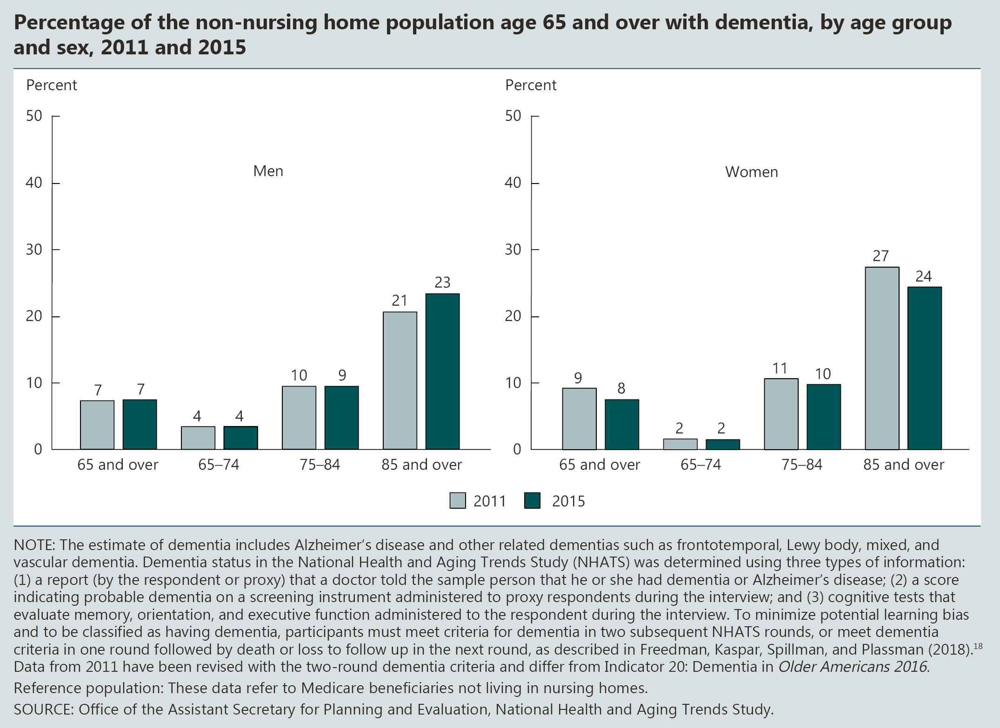 Percentage of the non-nursing home population age 65 and over with dementia, by age group
and sex, 2011 and 2015
Percent
50
40
30
20
10
0
Men
7
7
4
4
10
9
21
23
65 and over
65–74
75–84
85 and over
Percent
50
40
30
20
10
0
Women
9
8
2
2
11
10
27
24
65 and over
65–74
75–84
85 and over
2011
2015
NOTE: The estimate of dementia includes Alzheimer’s disease and other related dementias such as frontotemporal, Lewy body, mixed, and
vascular dementia. Dementia status in the National Health and Aging Trends Study (NHATS) was determined using three types of information:
(1) a report (by the respondent or proxy) that a doctor told the sample person that he or she had dementia or Alzheimer’s disease; (2) a score
indicating probable dementia on a screening instrument administered to proxy respondents during the interview; and (3) cognitive tests that
evaluate memory, orientation, and executive function administered to the respondent during the interview. To minimize potential learning bias
and to be classified as having dementia, participants must meet criteria for dementia in two subsequent NHATS rounds, or meet dementia
criteria in one round followed by death or loss to follow up in the next round, as described in Freedman, Kaspar, Spillman, and Plassman (2018).18
Data from 2011 have been revised with the two-round dementia criteria and differ from Indicator 20: Dementia in Older Americans 2016.
Reference population: These data refer to Medicare beneficiaries not living in nursing homes.
SOURCE: Office of the Assistant Secretary for Planning and Evaluation, National Health and Aging Trends Study.